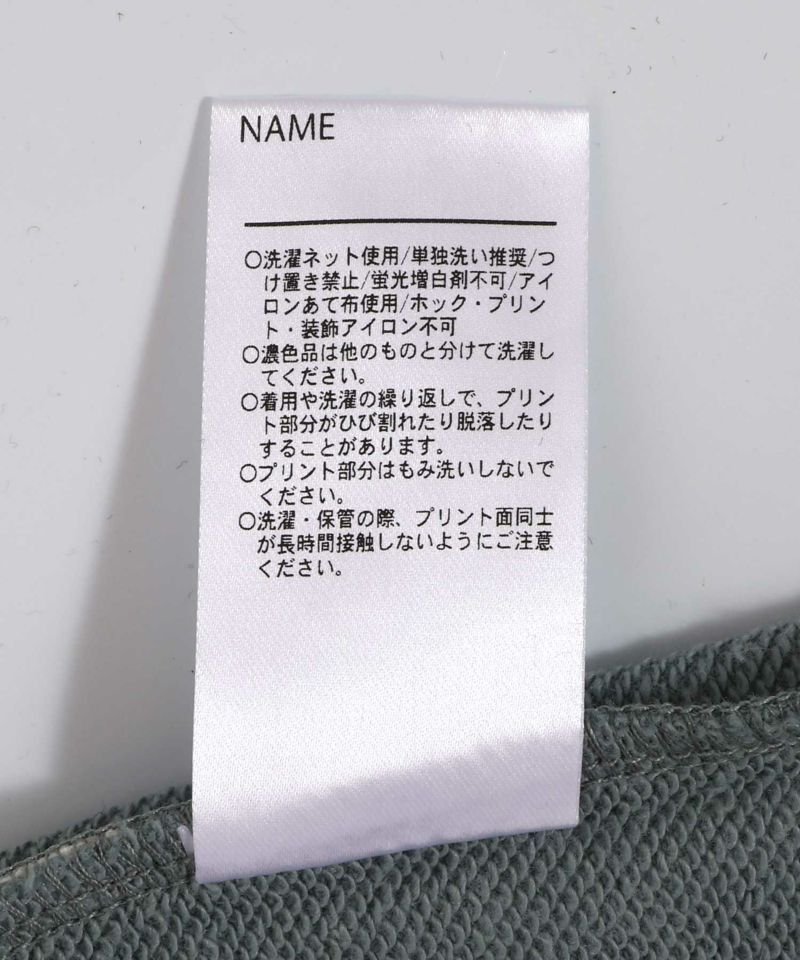 NAME
○洗濯ネット使用/単独洗い推奨/つ
け置き禁止/蛍光増白剤不可/アイ
ロンあて布使用/ホック・プリン
ト・装飾アイロン不可
○濃色品は他のものと分けて洗濯し
てください。
○着用や洗濯の繰り返しで、プリン
ト部分がひび割れたり脱落したり
することがあります。
○プリント部分はもみ洗いしないで
ください。
○洗濯・保管の際、プリント面同士
が長時間接触しないようにご注意
ください。